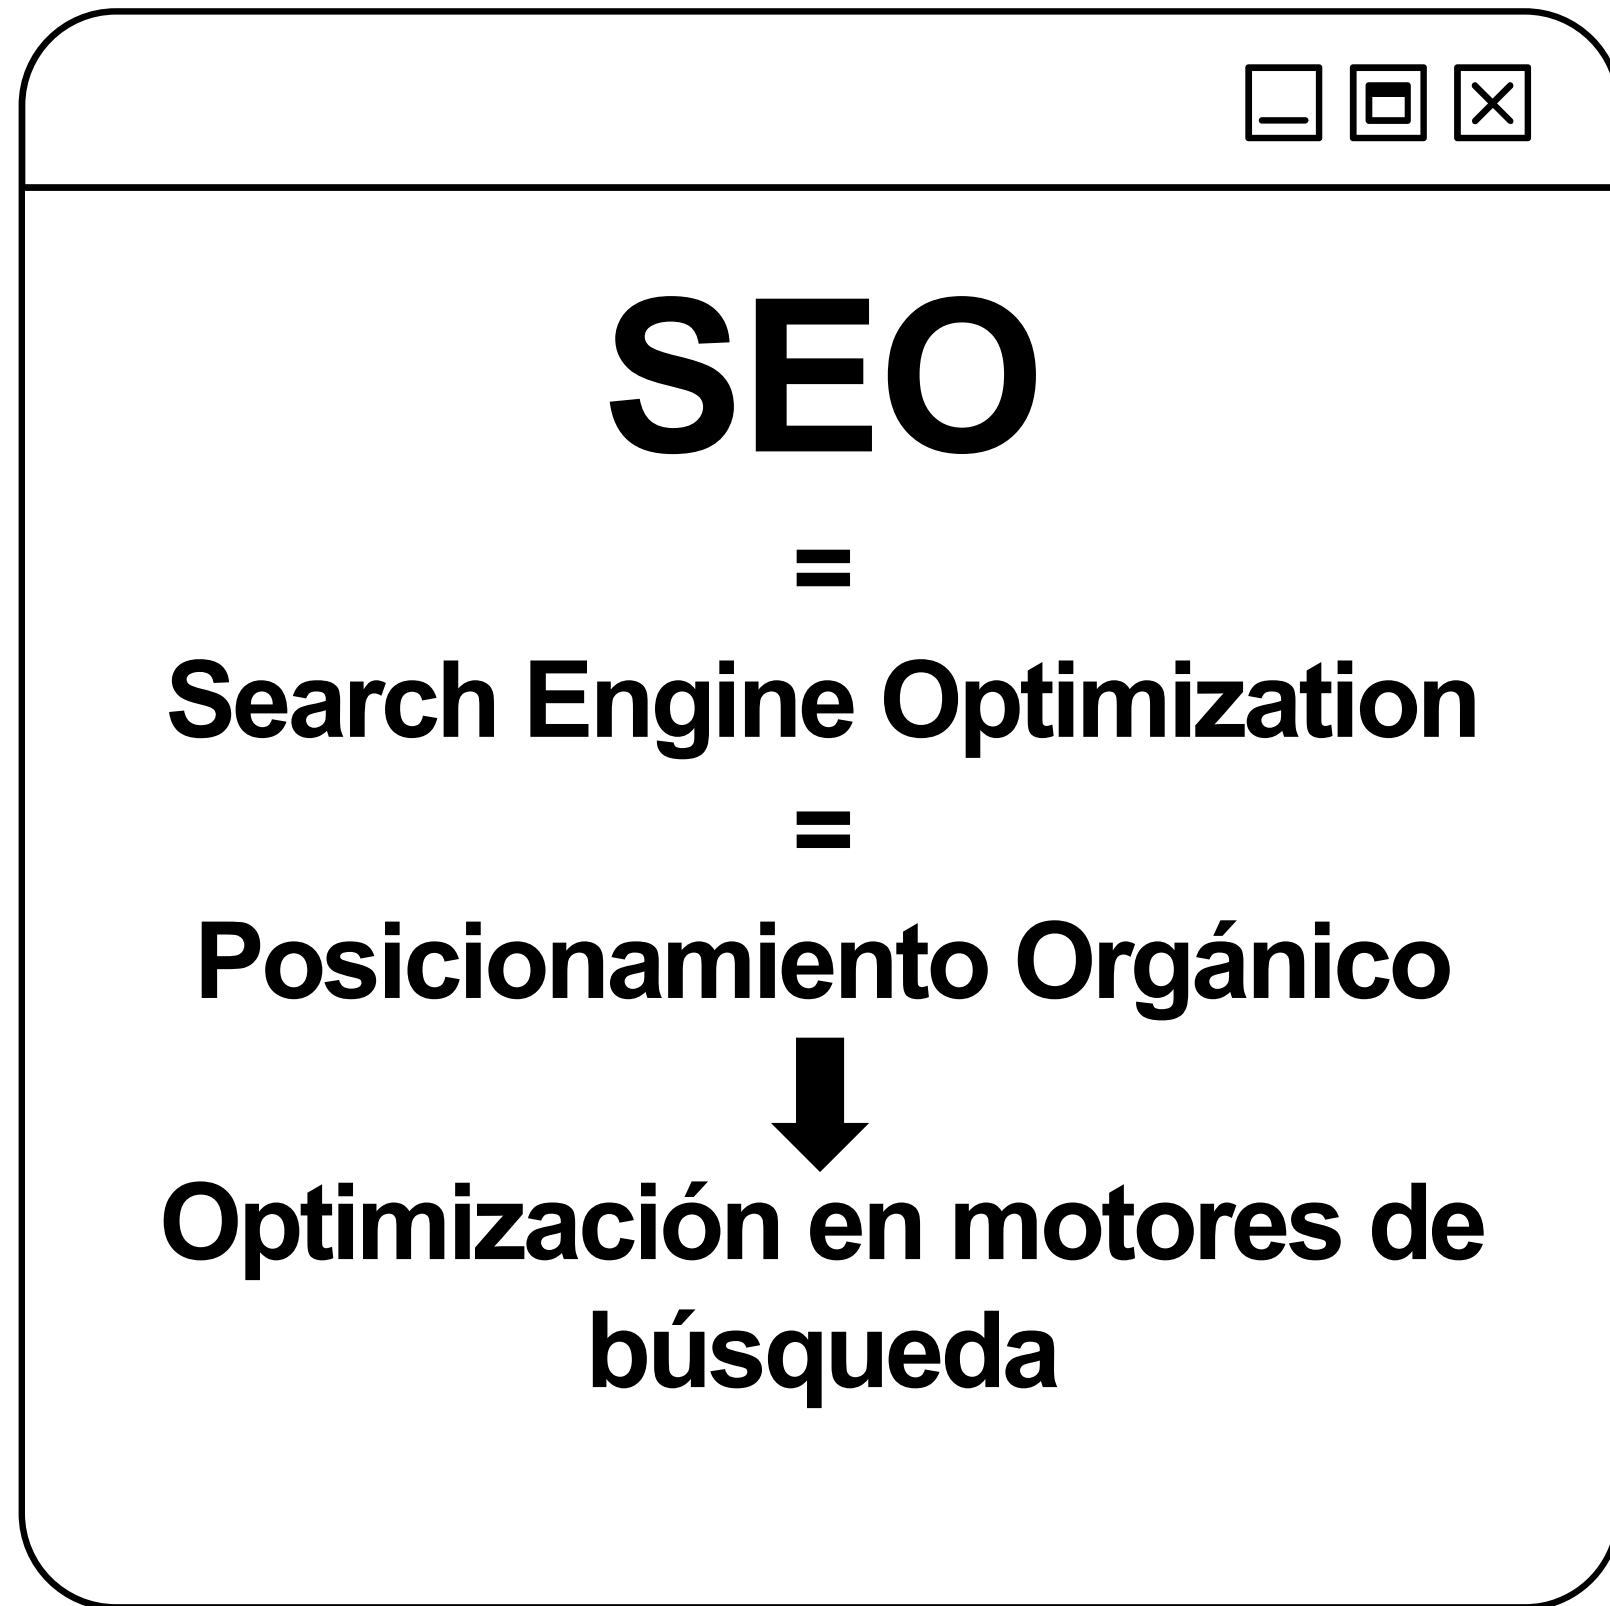 SEO
=
Search Engine Optimization
=
Posicionamiento Orgánico
Optimización en motores de
búsqueda